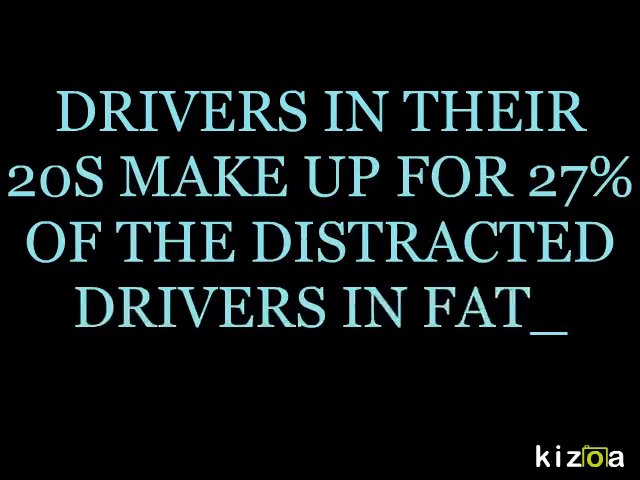 DRIVERS IN THEIR
20S MAKE UP FOR 27%
OF THE DISTRACTED
DRIVERS IN FAT_
kizoa